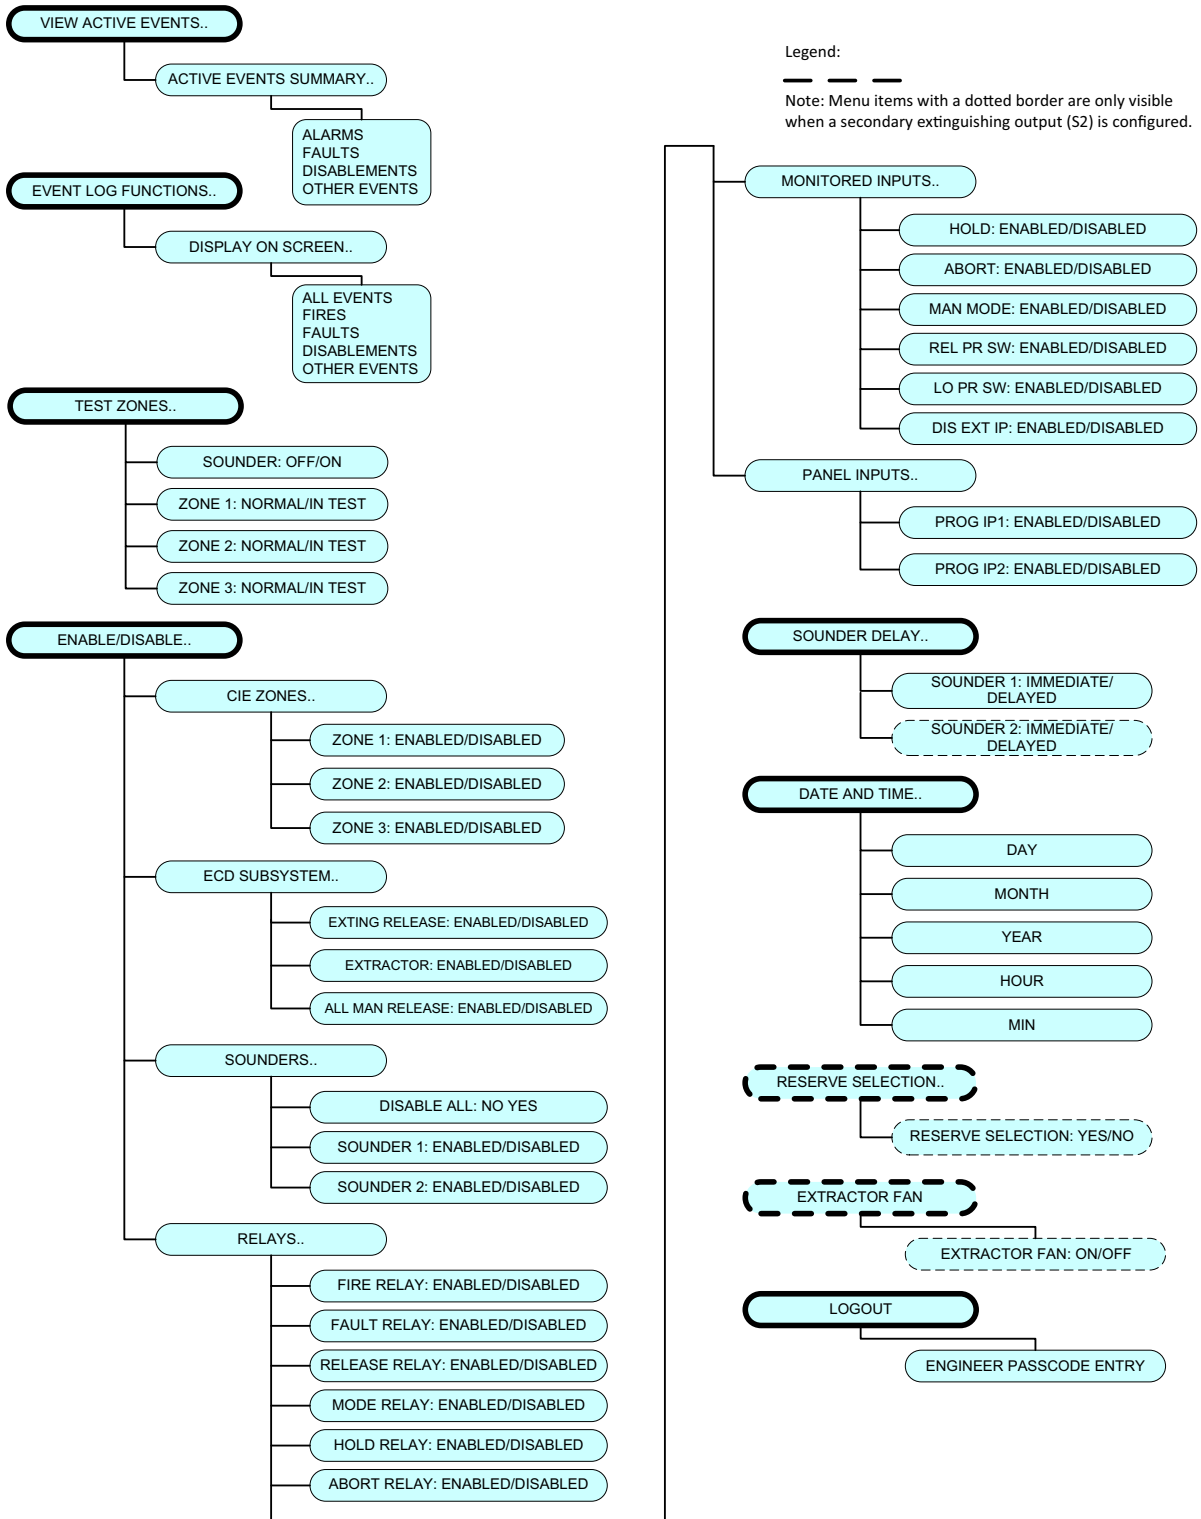 VIEW ACTIVE EVENTS..
ACTIVE EVENTS SUMMARY..
ALARMS
FAULTS
DISABLEMENTS
OTHER EVENTS
EVENT LOG FUNCTIONS..
DISPLAY ON SCREEN..
ALL EVENTS
FIRES
FAULTS
DISABLEMENTS
OTHER EVENTS
TEST ZONES..
SOUNDER: OFF/ON
ZONE 1: NORMAL/IN TEST
ZONE 2: NORMAL/IN TEST
ZONE 3: NORMAL/IN TEST
ENABLE/DISABLE..
CIE ZONES..
ZONE 1: ENABLED/DISABLED
ZONE 2: ENABLED/DISABLED
ZONE 3: ENABLED/DISABLED
ECD SUBSYSTEM..
EXTING RELEASE: ENABLED/DISABLED
EXTRACTOR: ENABLED/DISABLED
ALL MAN RELEASE: ENABLED/DISABLED
SOUNDERS..
DISABLE ALL: NO YES
SOUNDER 1: ENABLED/DISABLED
SOUNDER 2: ENABLED/DISABLED
RELAYS..
FIRE RELAY: ENABLED/DISABLED
FAULT RELAY: ENABLED/DISABLED
RELEASE RELAY: ENABLED/DISABLED
MODE RELAY: ENABLED/DISABLED
HOLD RELAY: ENABLED/DISABLED
ABORT RELAY: ENABLED/DISABLED
Legend:
Note: Menu items with a dotted border are only visible
when a secondary extinguishing output (S2) is configured.
MONITORED INPUTS..
HOLD: ENABLED/DISABLED
ABORT: ENABLED/DISABLED
MAN MODE: ENABLED/DISABLED
REL PR SW: ENABLED/DISABLED
LO PR SW: ENABLED/DISABLED
DIS EXT IP: ENABLED/DISABLED
PANEL INPUTS..
PROG IP1: ENABLED/DISABLED
PROG IP2: ENABLED/DISABLED
SOUNDER DELAY..
SOUNDER 1: IMMEDIATE/
DELAYED
SOUNDER 2: IMMEDIATE/
DELAYED
DATE AND TIME..
DAY
MONTH
YEAR
HOUR
MIN
RESERVE SELECTION..
RESERVE SELECTION: YES/NO
EXTRACTOR FAN
EXTRACTOR FAN: ON/OFF
LOGOUT
ENGINEER PASSCODE ENTRY